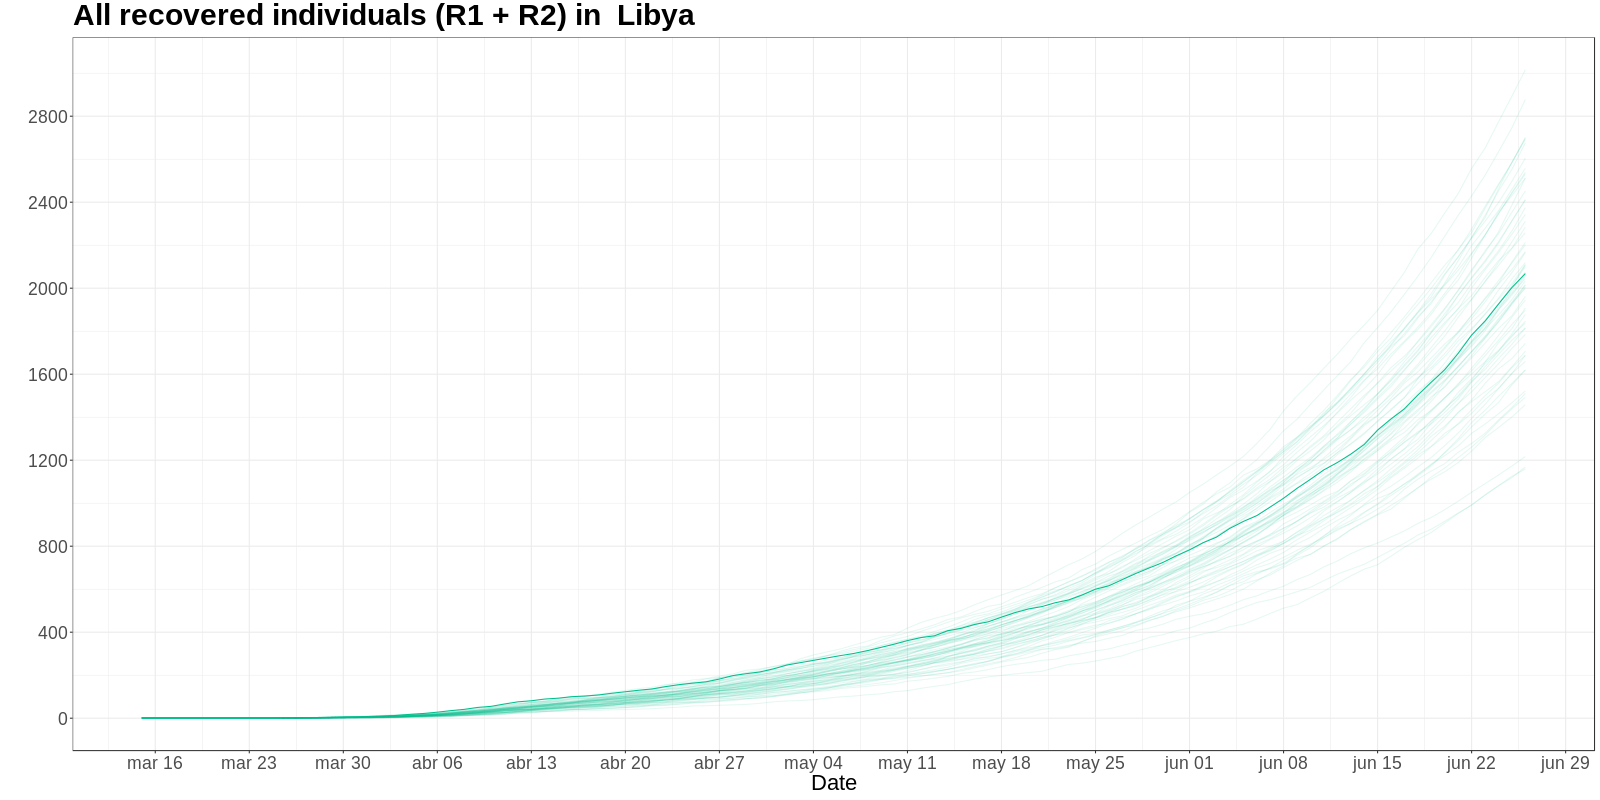 All recovered individuals (R1 + R2) in  Libya
2800
2400
2000
1600
1200
800
400
0
mar 16 mar 23 mar 30 abr 06 abr 13 abr 20 abr 27 may 04 may 11 may 18 may 25 jun 01 jun 08 jun 15 jun 22 jun 29
Date